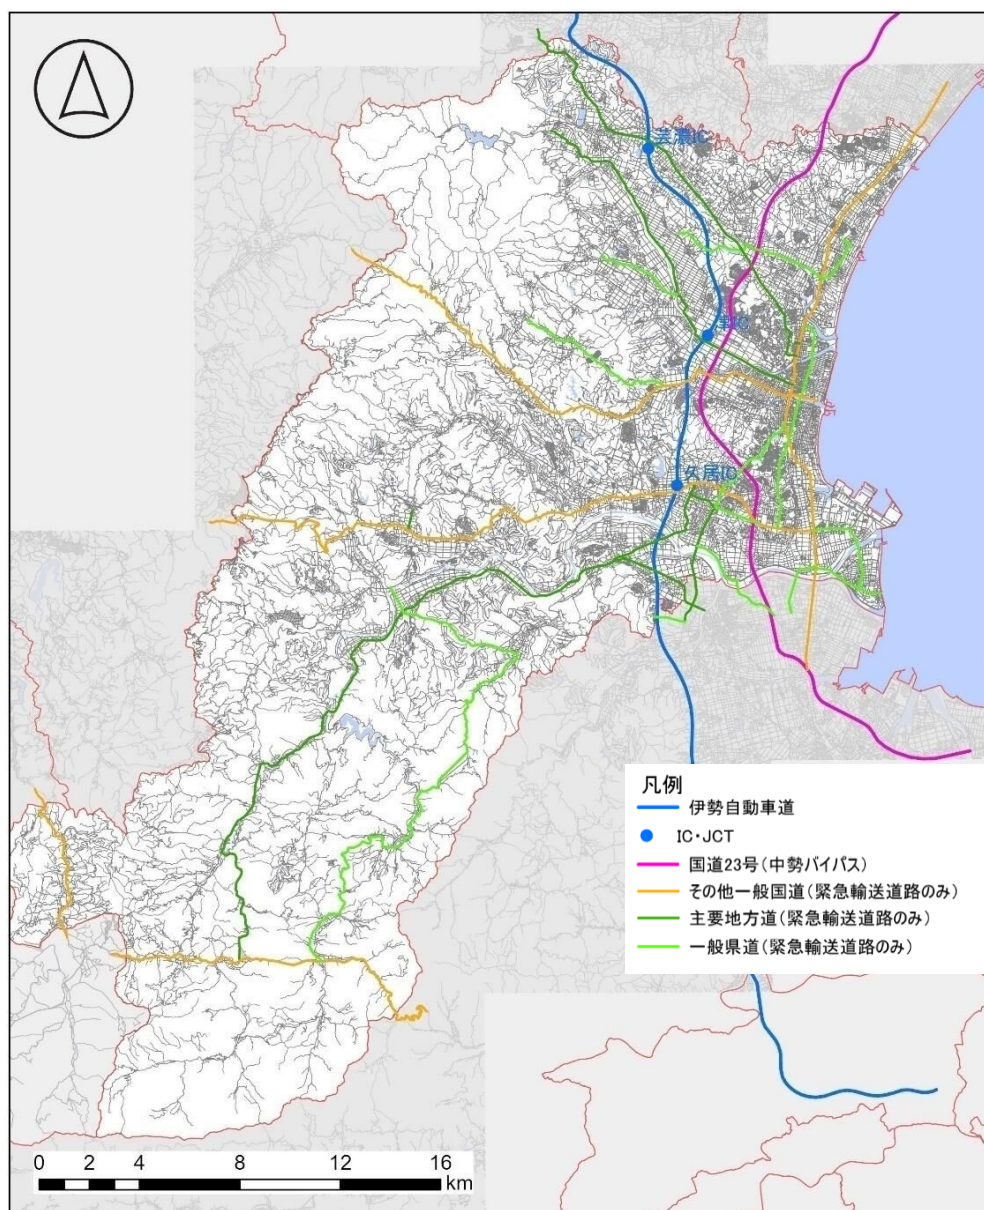 芸濃IC
津IC
久居IC
凡例
伊勢自動車道
IC・JCT
国道23号(中勢バイパス)
その他一般国道(緊急輸送道路のみ)
主要地方道(緊急輸送道路のみ)
一般県道(緊急輸送道路のみ)
0 2 4 8 12 16
km